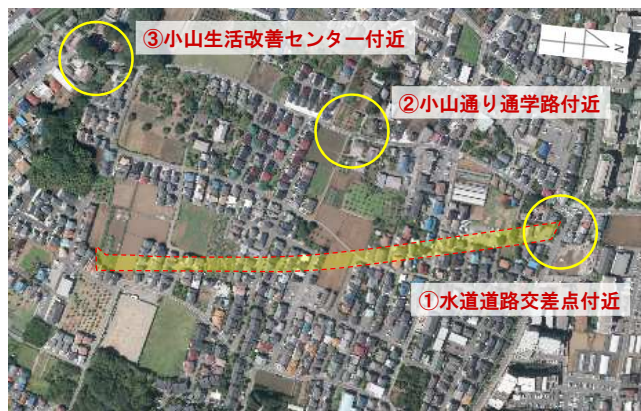 ③小山生活改善センター付近
N
②小山通り通学路付近
①水道道路交差点付近